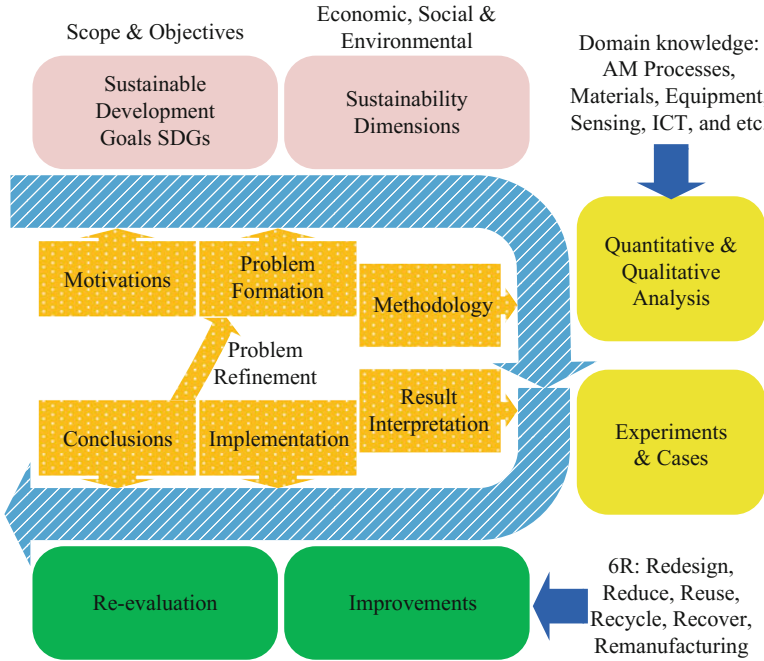 Scope & Objectives
Economic, Social &
Environmental
Sustainable
Development
Goals SDGs
Sustainability
Dimensions
Domain knowledge:
AM Processes,
Materials, Equipment
Sensing, ICT, and etc.
Motivations
Problem
Formation
Methodology
Quantitative &
Qualitative
Analysis
Problem
Refinement
Conclusions
Implementation
Result
Interpretation
Experiments
& Cases
Re-evaluation
Improvements
6R: Redesign,
Reduce, Reuse,
Recycle, Recover,
Remanufacturing